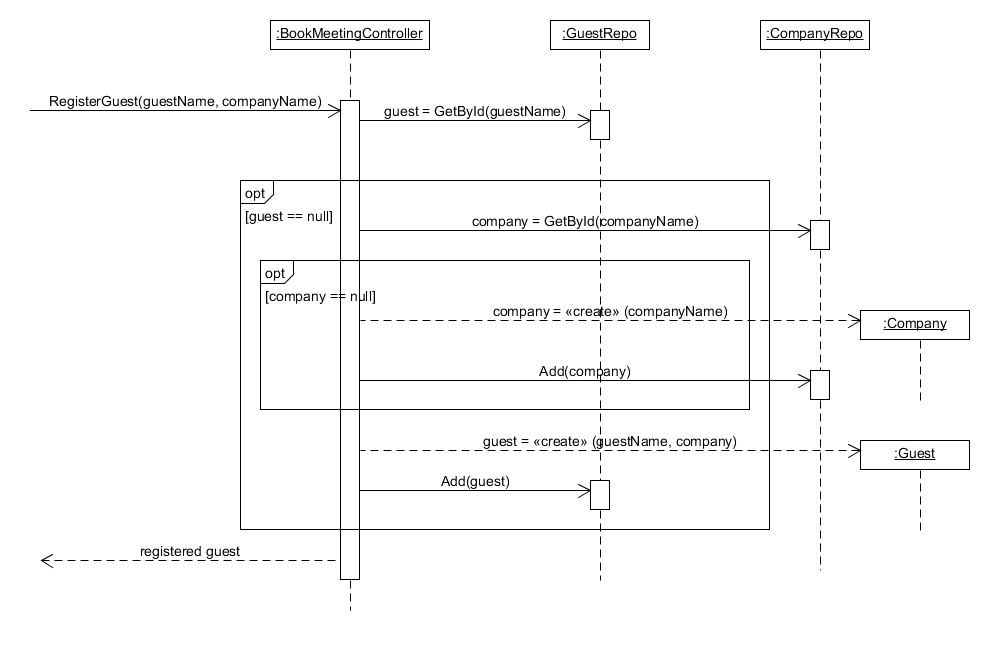 :BookMeetingController
:GuestRepo
:CompanyRepo
RegisterGuest(guestName, companyName)
guest = GetById(guestName)
opt
[guest == null]
company = GetById(companyName)
opt
[company == null]
company = «create» (companyName)
:Company
Add(company)
guest = «create» (guestName, company)
:Guest
Add(guest)
registered guest